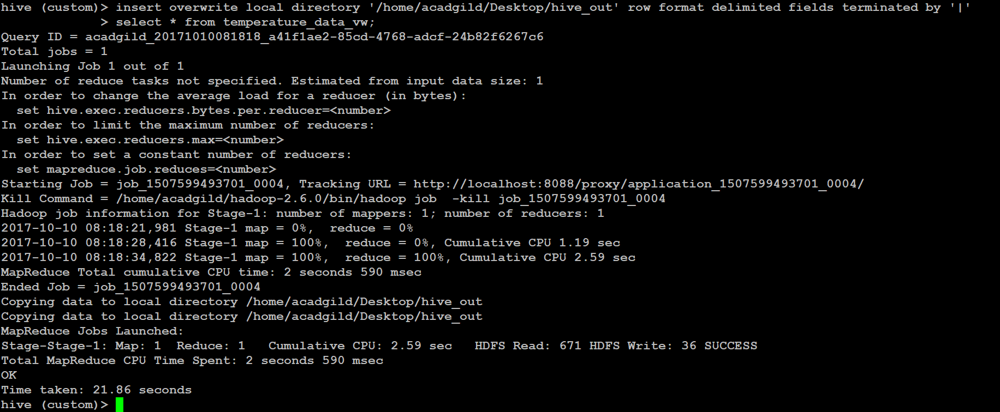 hive (custom)> insert overwrite local directory '/home/acadgild/Desktop/hive_out' row format delimited fields terminated by '|'
             > select * from temperature_data_vw;
Query ID = acadgild_20171010081818_a41f1ae2-85cd-4768-adcf-24b82f6267c6
Total jobs = 1
Launching Job 1 out of 1
Number of reduce tasks not specified. Estimated from input data size: 1
In order to change the average load for a reducer (in bytes):
  set hive.exec.reducers.bytes.per.reducer=<number>
In order to limit the maximum number of reducers:
  set hive.exec.reducers.max=<number>
In order to set a constant number of reducers:
  set mapreduce.job.reduces=<number>
Starting Job = job_1507599493701_0004, Tracking URL = http://localhost:8088/proxy/application_1507599493701_0004/
Kill Command = /home/acadgild/hadoop-2.6.0/bin/hadoop job  -kill job_1507599493701_0004
Hadoop job information for Stage-1: number of mappers: 1; number of reducers: 1
2017-10-10 08:18:21,981 Stage-1 map = 0%,  reduce = 0%
2017-10-10 08:18:28,416 Stage-1 map = 100%,  reduce = 0%, Cumulative CPU 1.19 sec
2017-10-10 08:18:34,822 Stage-1 map = 100%,  reduce = 100%, Cumulative CPU 2.59 sec
MapReduce Total cumulative CPU time: 2 seconds 590 msec
Ended Job = job_1507599493701_0004
Copying data to local directory /home/acadgild/Desktop/hive_out
Copying data to local directory /home/acadgild/Desktop/hive_out
MapReduce Jobs Launched:
Stage-Stage-1: Map: 1  Reduce: 1   Cumulative CPU: 2.59 sec   HDFS Read: 671 HDFS Write: 36 SUCCESS
Total MapReduce CPU Time Spent: 2 seconds 590 msec
OK
Time taken: 21.86 seconds
hive (custom)>